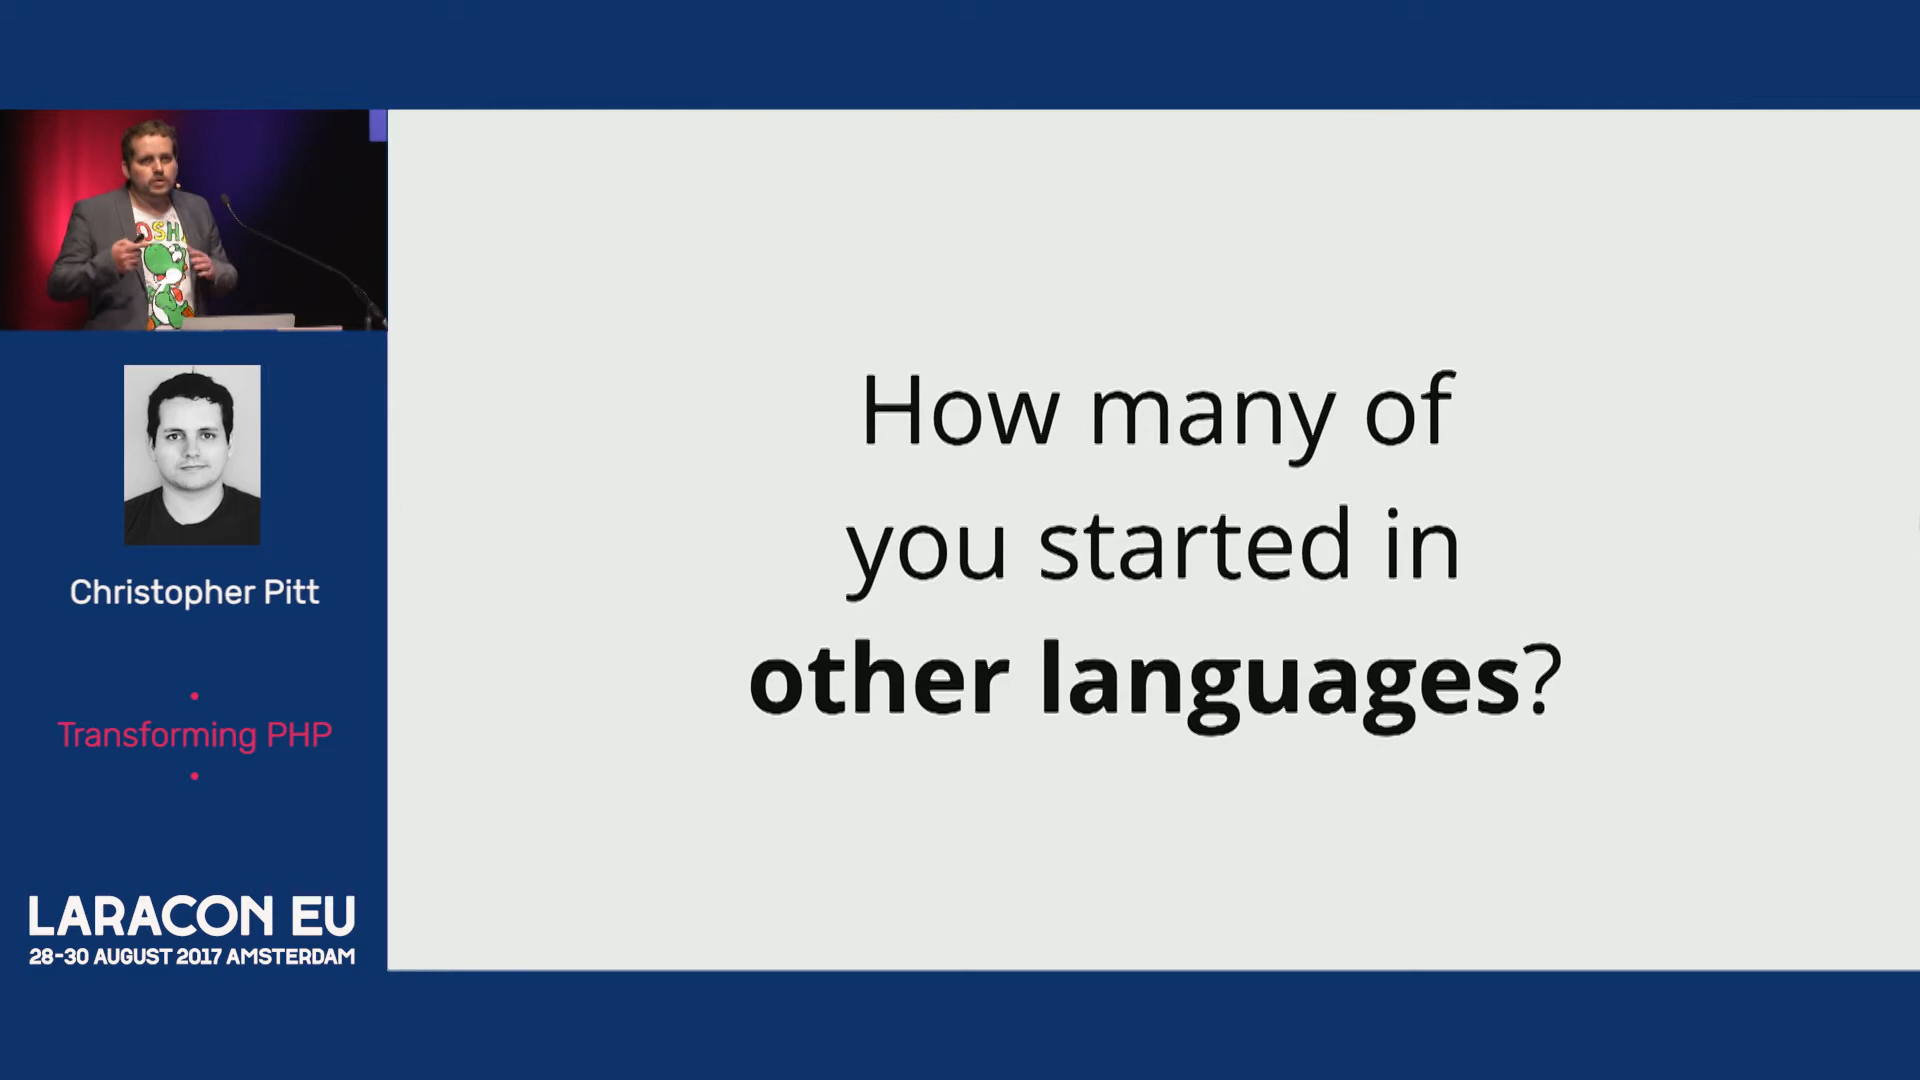 How many of
you started in
other languages?
OSH
Christopher Pitt
Transforming PHP
LARACON EU
28-30 AUGUST 2017 AMSTERDAM